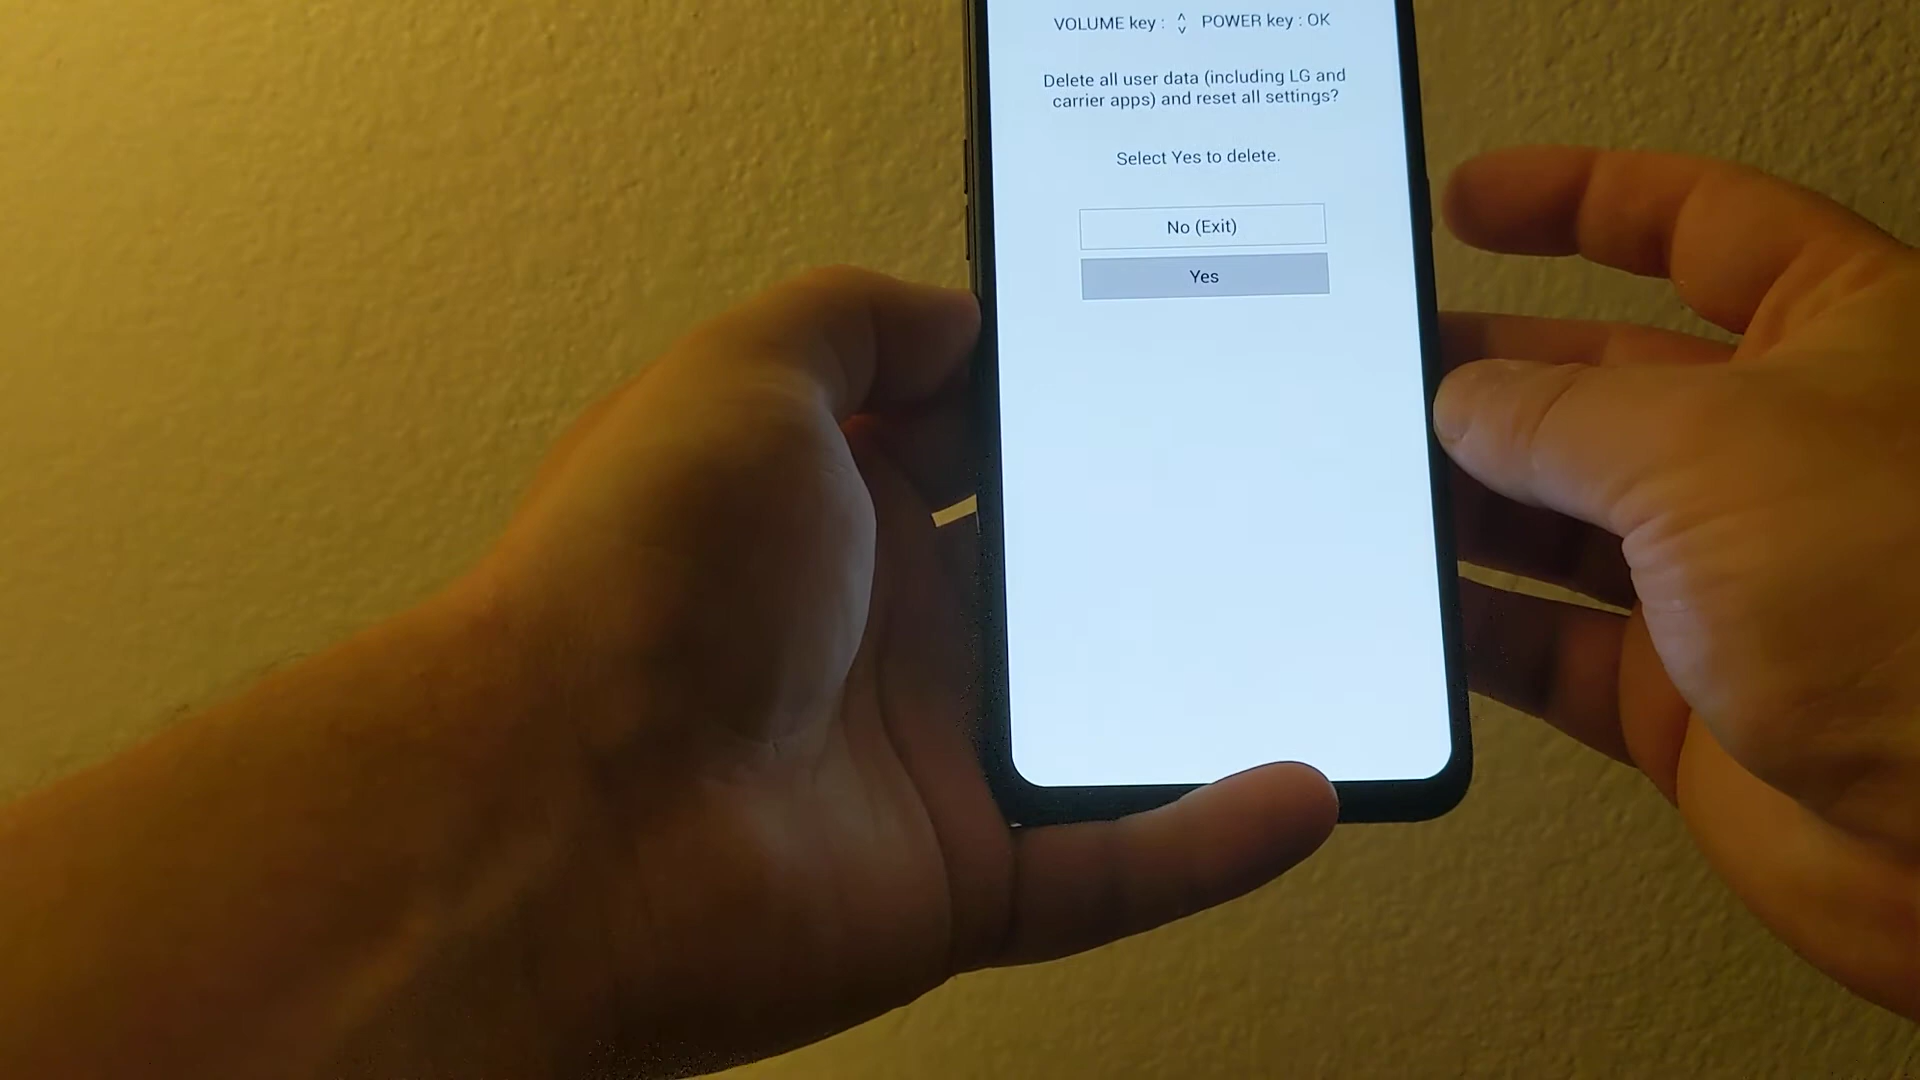 VOLUME key : POWER key : OK
Delete all user data (including LG and
carrier apps) and reset all settings?
Select Yes to delete.
No (Exit)
Yes